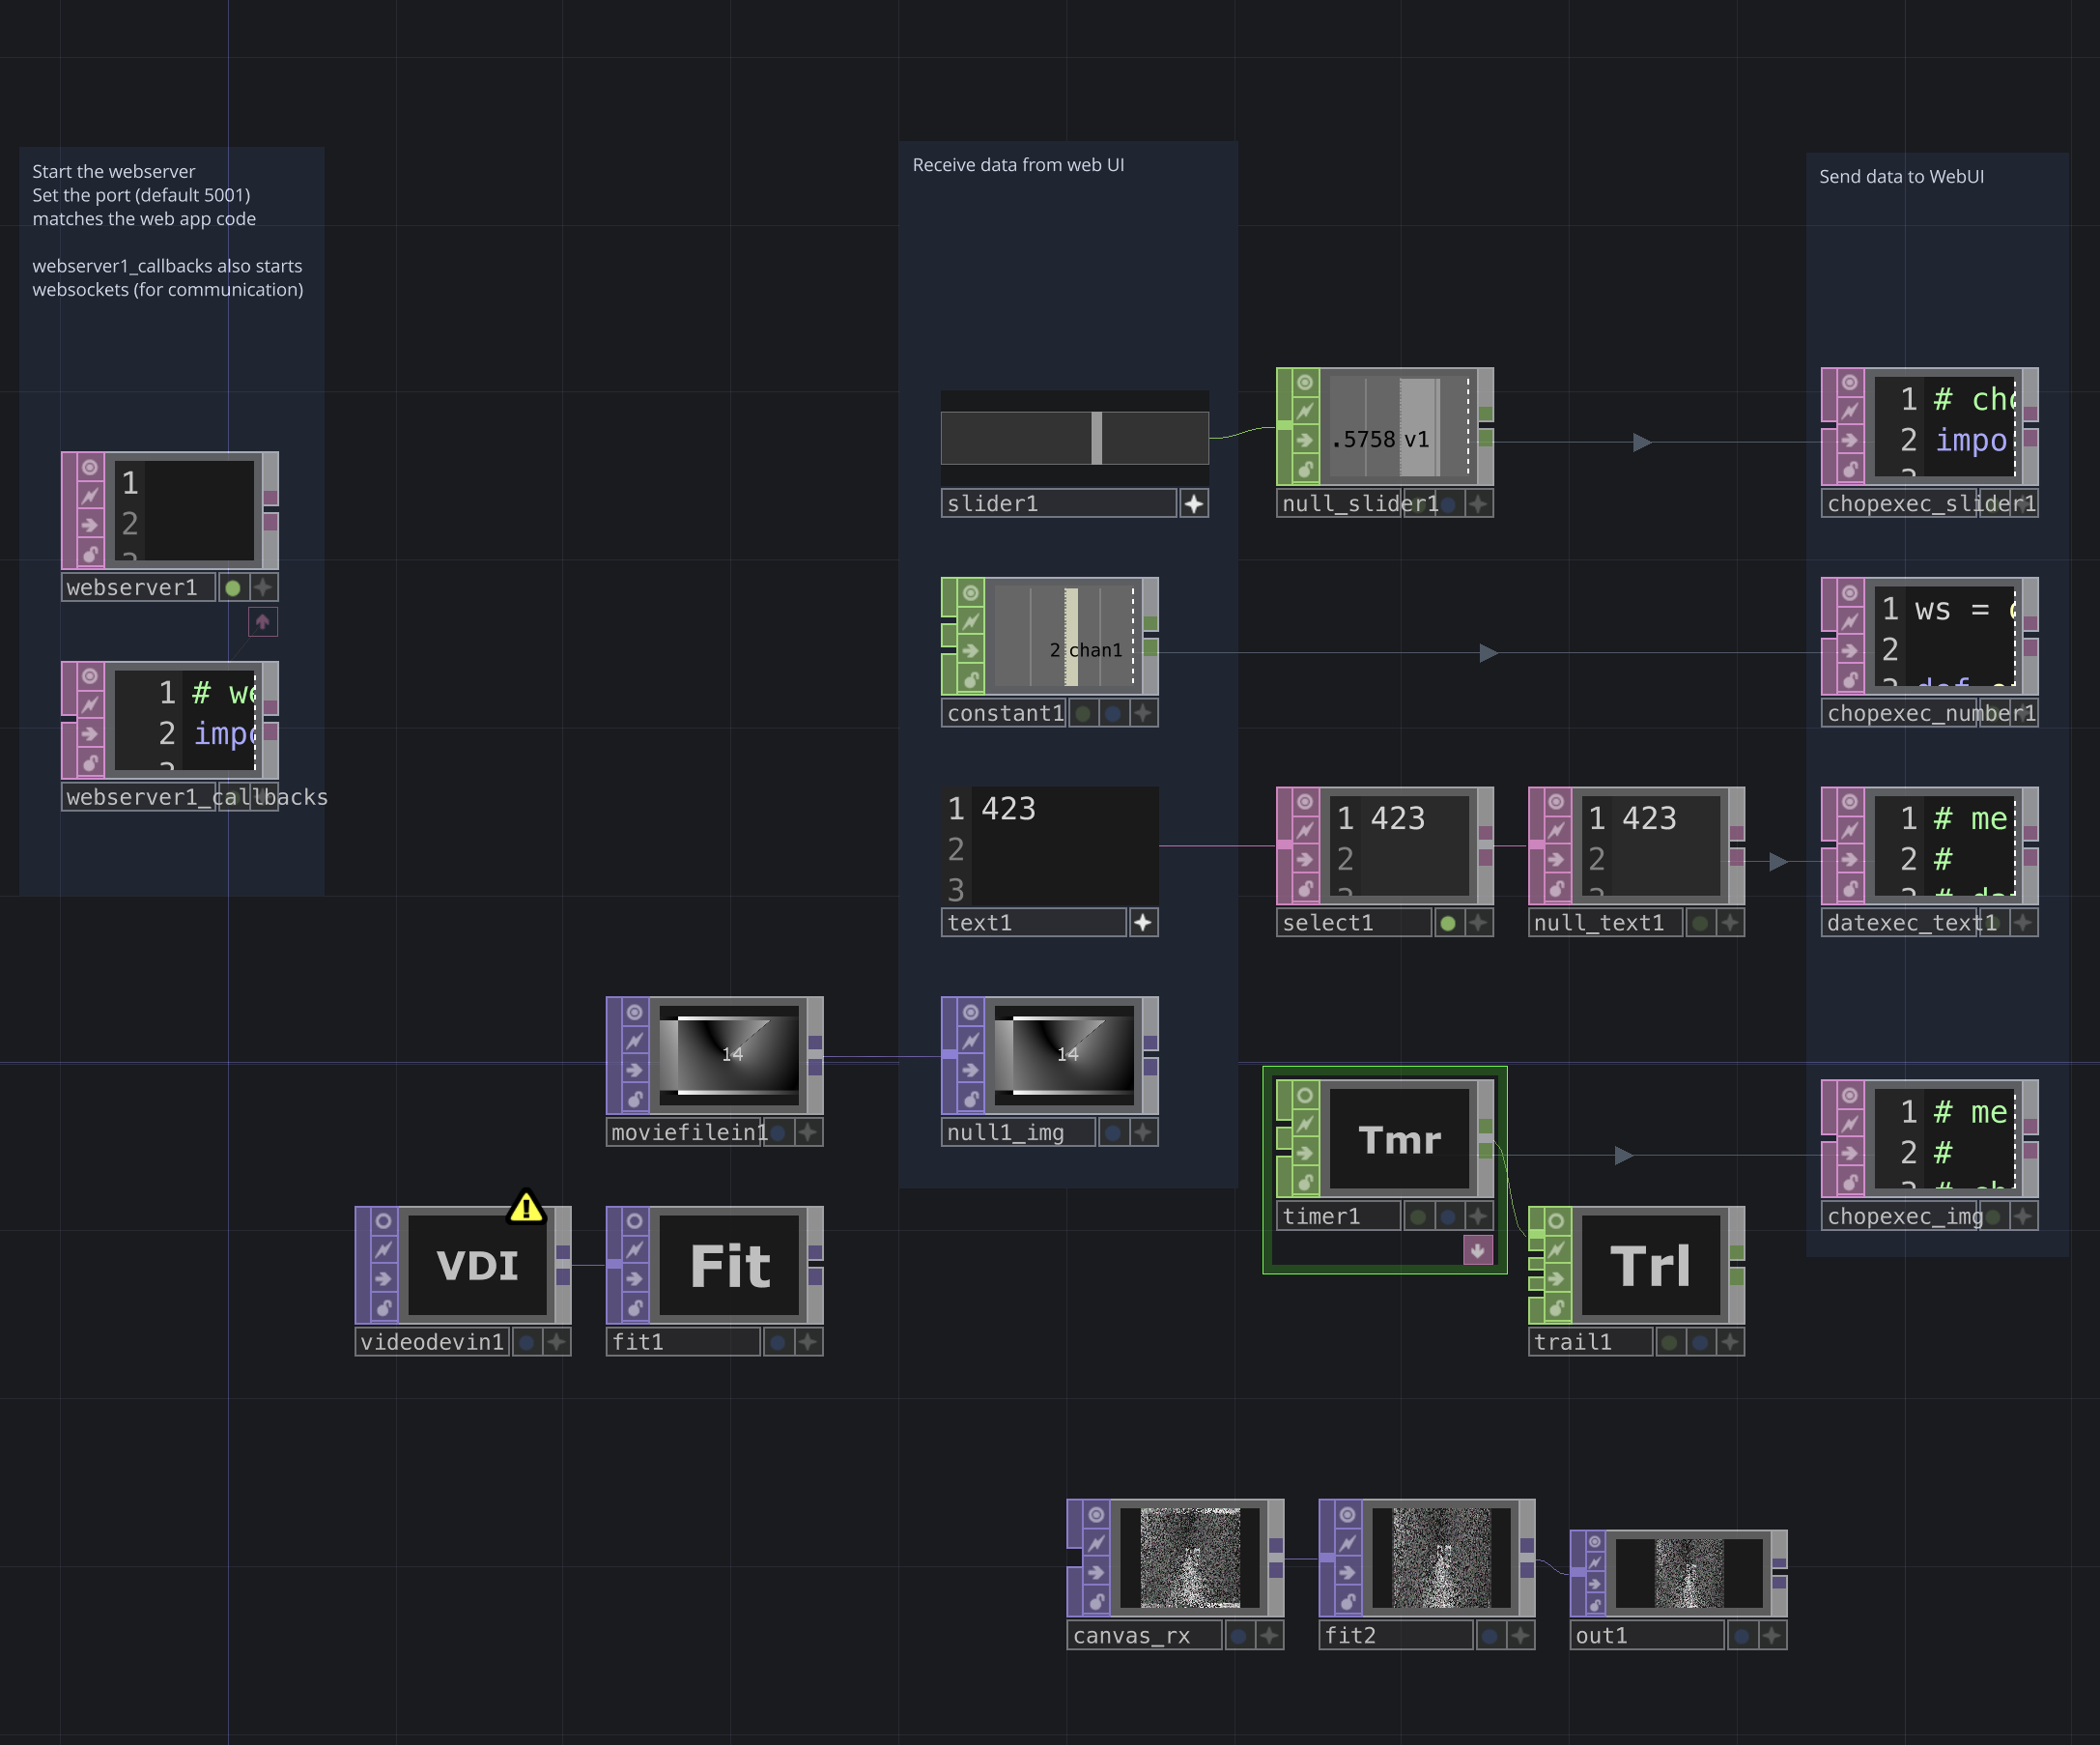 Start the webserver
Set the port (default 5001)
matches the web app code
webserver1_callbacks also starts
websockets (for communication)
Receive data from web UI
Send data to WebUI
.5758 v1
1 # cho
2 impo
slider1
null_slider1
chopexec_slider1
1
2
webserver1
2 chan1
1 ws =
2
constant1
chopexec_number1
1 # we
2 impo
webserver1_callbacks
1 423
2
3
1 423
2
1 423
2
1 # me
2 #
text1
select1
null_text1
datexec_text1
14
14
moviefilein1
null1_img
Tmr
1 # me
2 #
timer1
chopexec_img
VDI
Fit
Trl
videodevin1
fit1
trail1
canvas_rx
fit2
out1